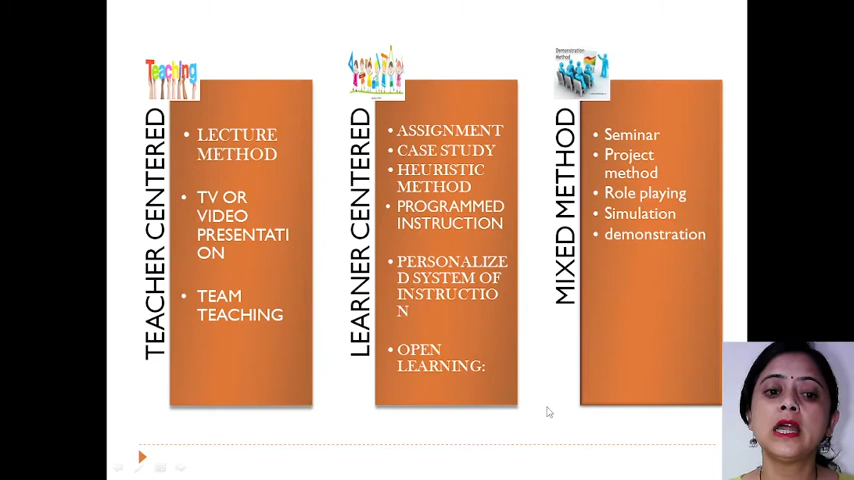 Teaching
TEACHER CENTERED
• LECTURE
METHOD
• TV OR
VIDEO
PRESENTATI
ON
• TEAM
TEACHING
LEARNER CENTERED
• ASSIGNMENT
• CASE STUDY
• HEURISTIC
METHOD
• PROGRAMMED
INSTRUCTION
• PERSONALIZE
D SYSTEM OF
INSTRUCTIO
N
• OPEN
LEARNING:
Demonstration
Method
MIXED METHOD
• Seminar
• Project
method
• Role playing
• Simulation
• demonstration